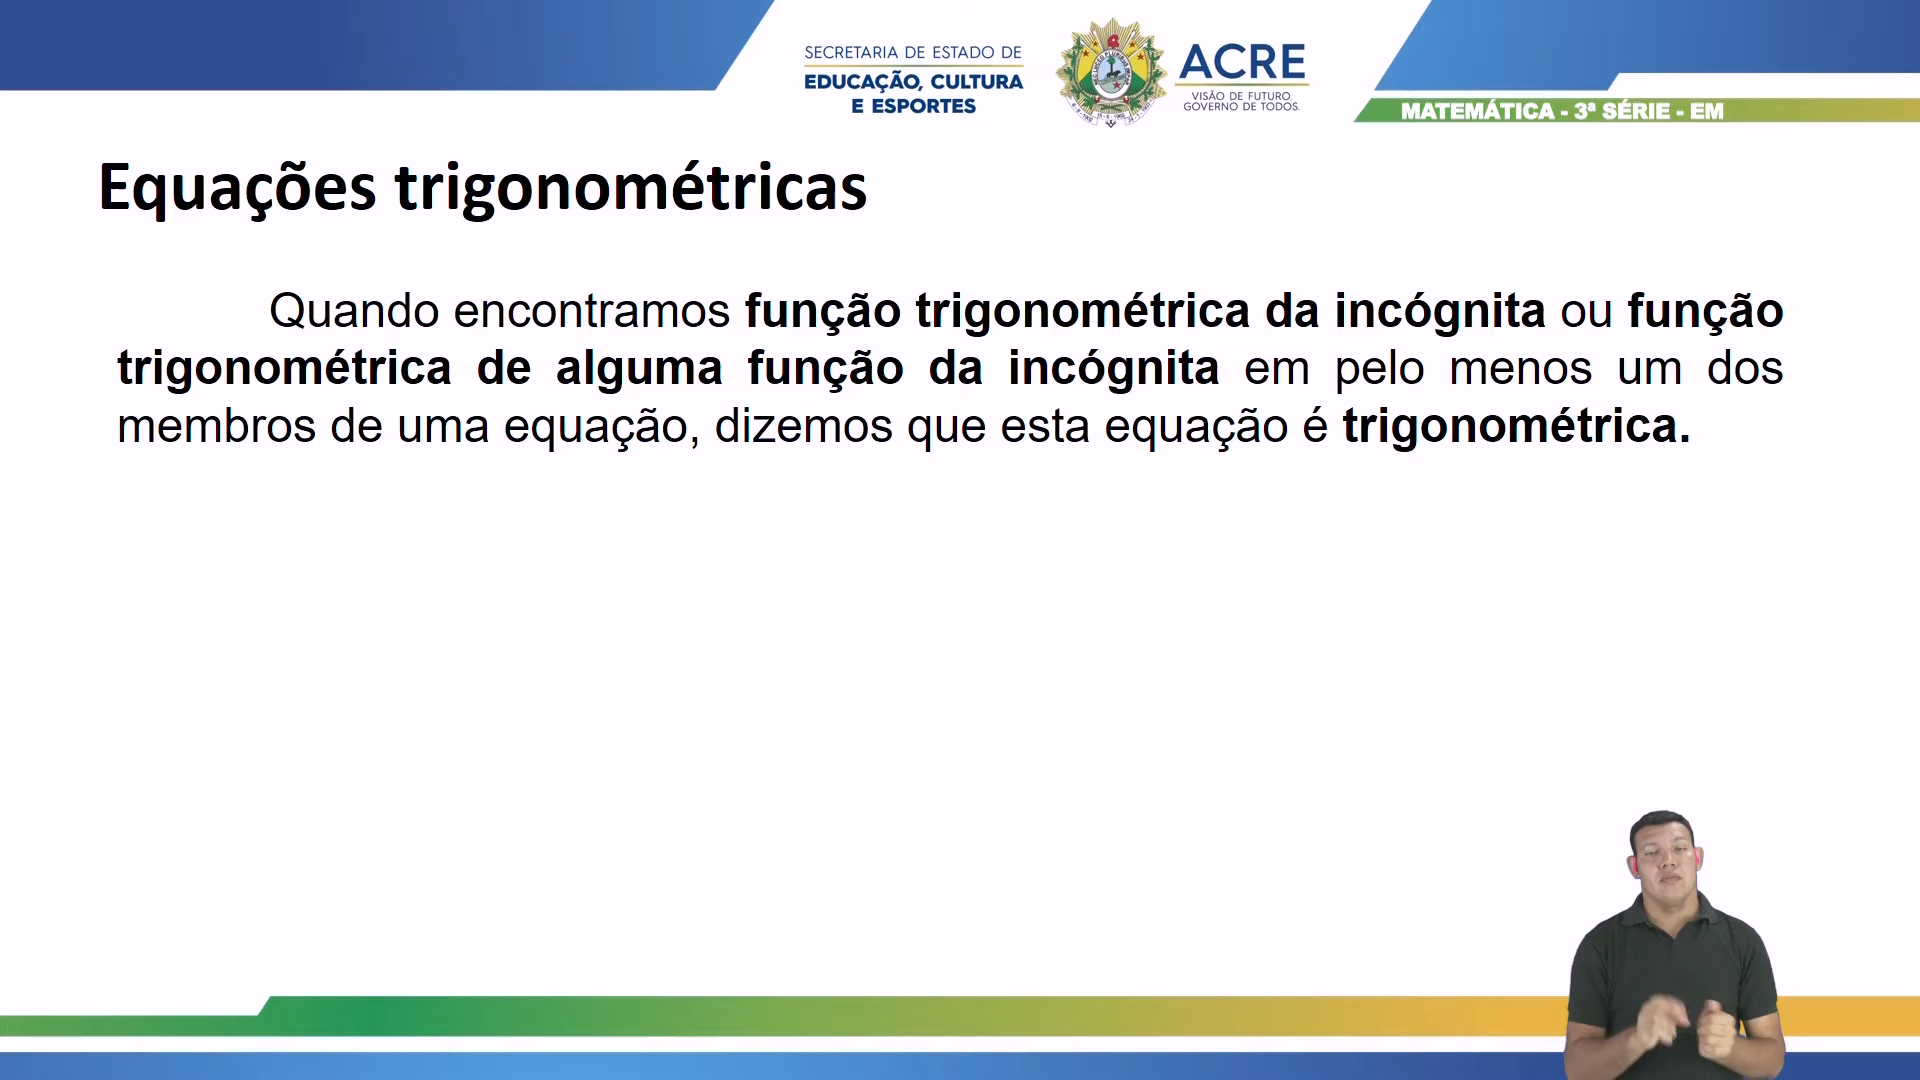 SECRETARIA DE ESTADO DE
EDUCAÇÃO, CULTURA
E ESPORTES
ACRE
VISÃO DE FUTURO.
GOVERNO DE TODOS.
MATEMÁTICA - 3ª SÉRIE - EM
Equações trigonométricas
Quando encontramos função trigonométrica da incógnita ou função
trigonométrica de alguma função da incógnita em pelo menos um dos
membros de uma equação, dizemos que esta equação é trigonométrica.